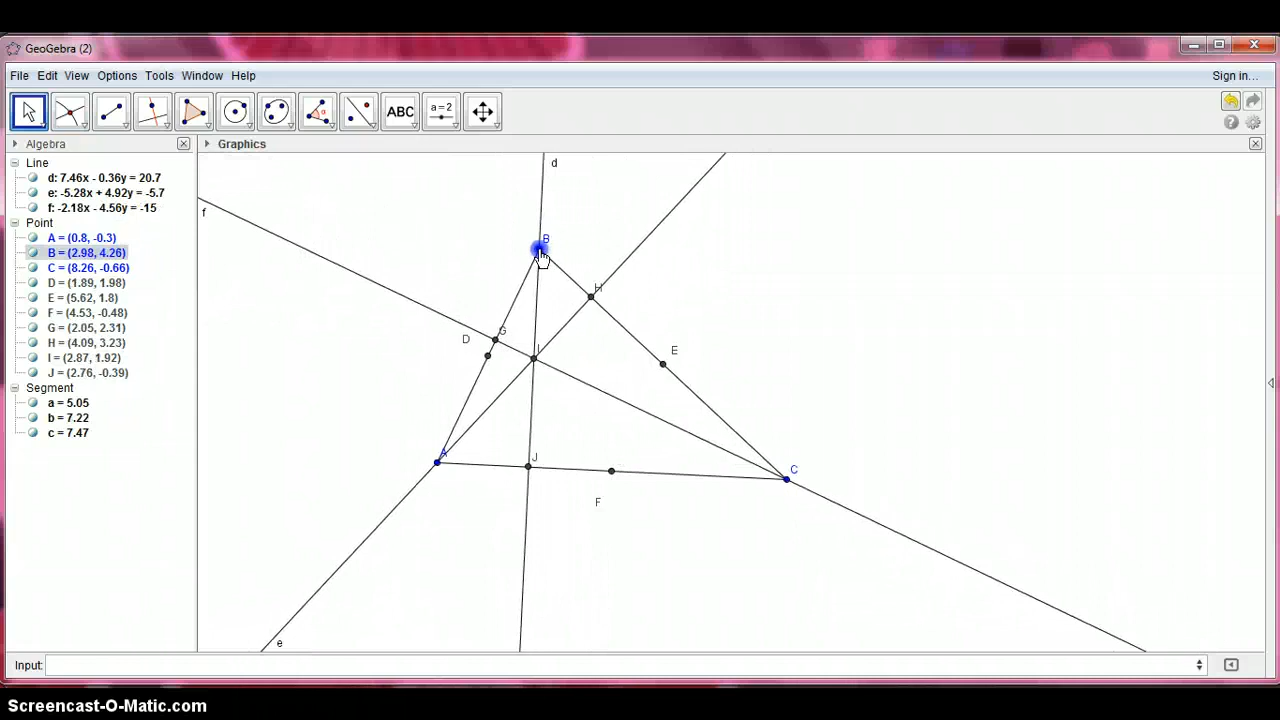 GeoGebra (2)
File Edit View Options Tools Window Help
Sign in...
ABC
a=2
Algebra
Graphics
Line
d: 7.46x - 0.36y = 20.7
e: -5.28x + 4.92y = -5.7
f: -2.18x - 4.56y = -15
Point
A = (0.8, -0.3)
B = (2.98, 4.26)
C = (8.26, -0.66)
D = (1.89, 1.98)
E = (5.62, 1.8)
F = (4.53, -0.48)
G = (2.05, 2.31)
H = (4.09, 3.23)
I = (2.87, 1.92)
J = (2.76, -0.39)
Segment
a = 5.05
b = 7.22
c = 7.47
d
f
B
H
G
D
I
E
A
J
C
F
e
Input:
Screencast-O-Matic.com